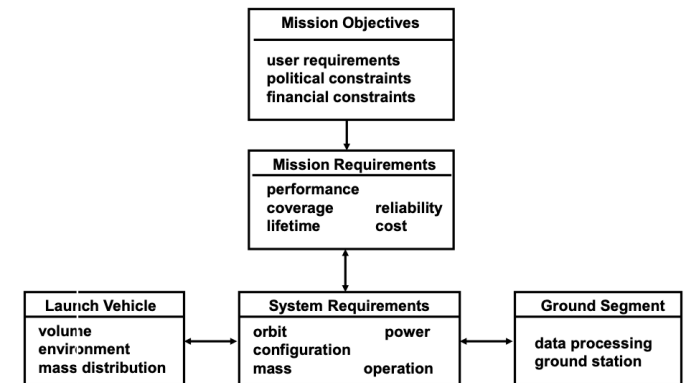 Mission Objectives
user requirements
political constraints
financial constraints
Mission Requirements
performance
coverage reliability
lifetime cost
Launch Vehicle
volume
environment
mass distribution
System Requirements
orbit power
configuration
mass operation
Ground Segment
data processing
ground station